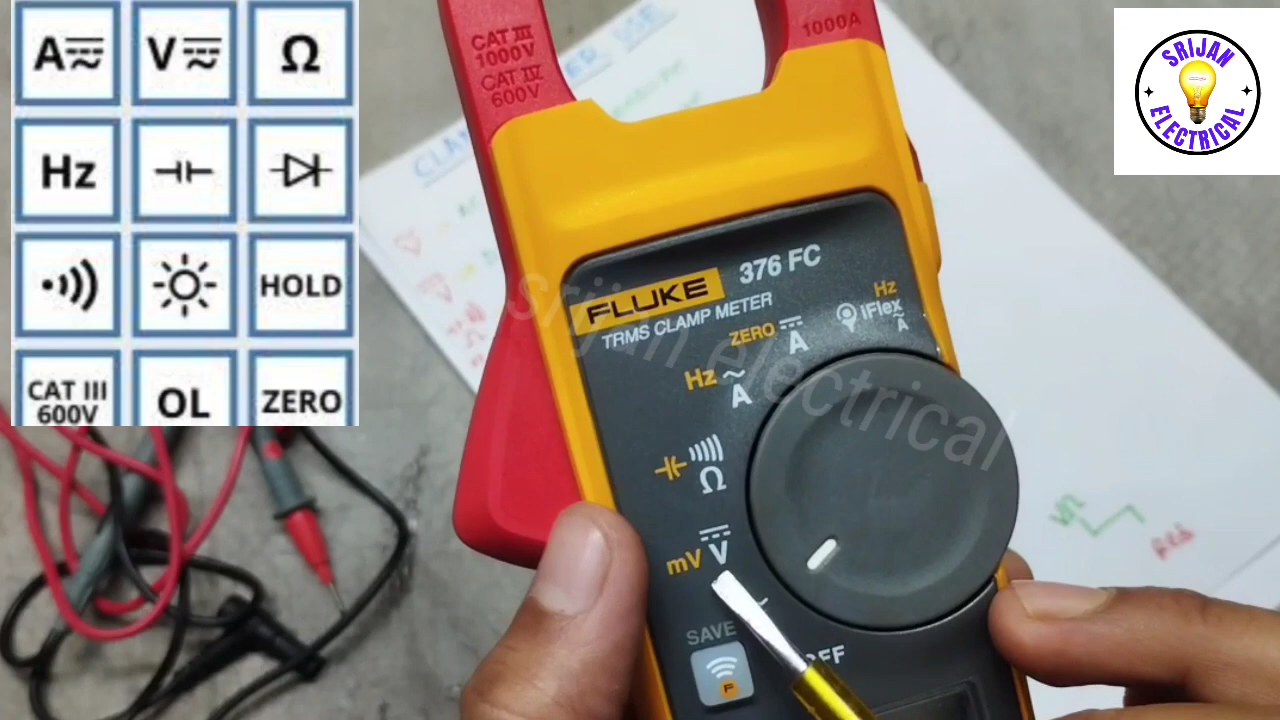 A
V
Ω
Hz
HOLD
CAT III
600V
OL
ZERO
SRIJAN
ELECTRICAL
CAT III
1000V
CAT IV
600V
1000A
FLUKE
376 FC
TRMS CLAMP METER
ZERO
A
Hz
iFlex
A
Hz
A
Ω
mV V
SAVE
F
srijan electrical